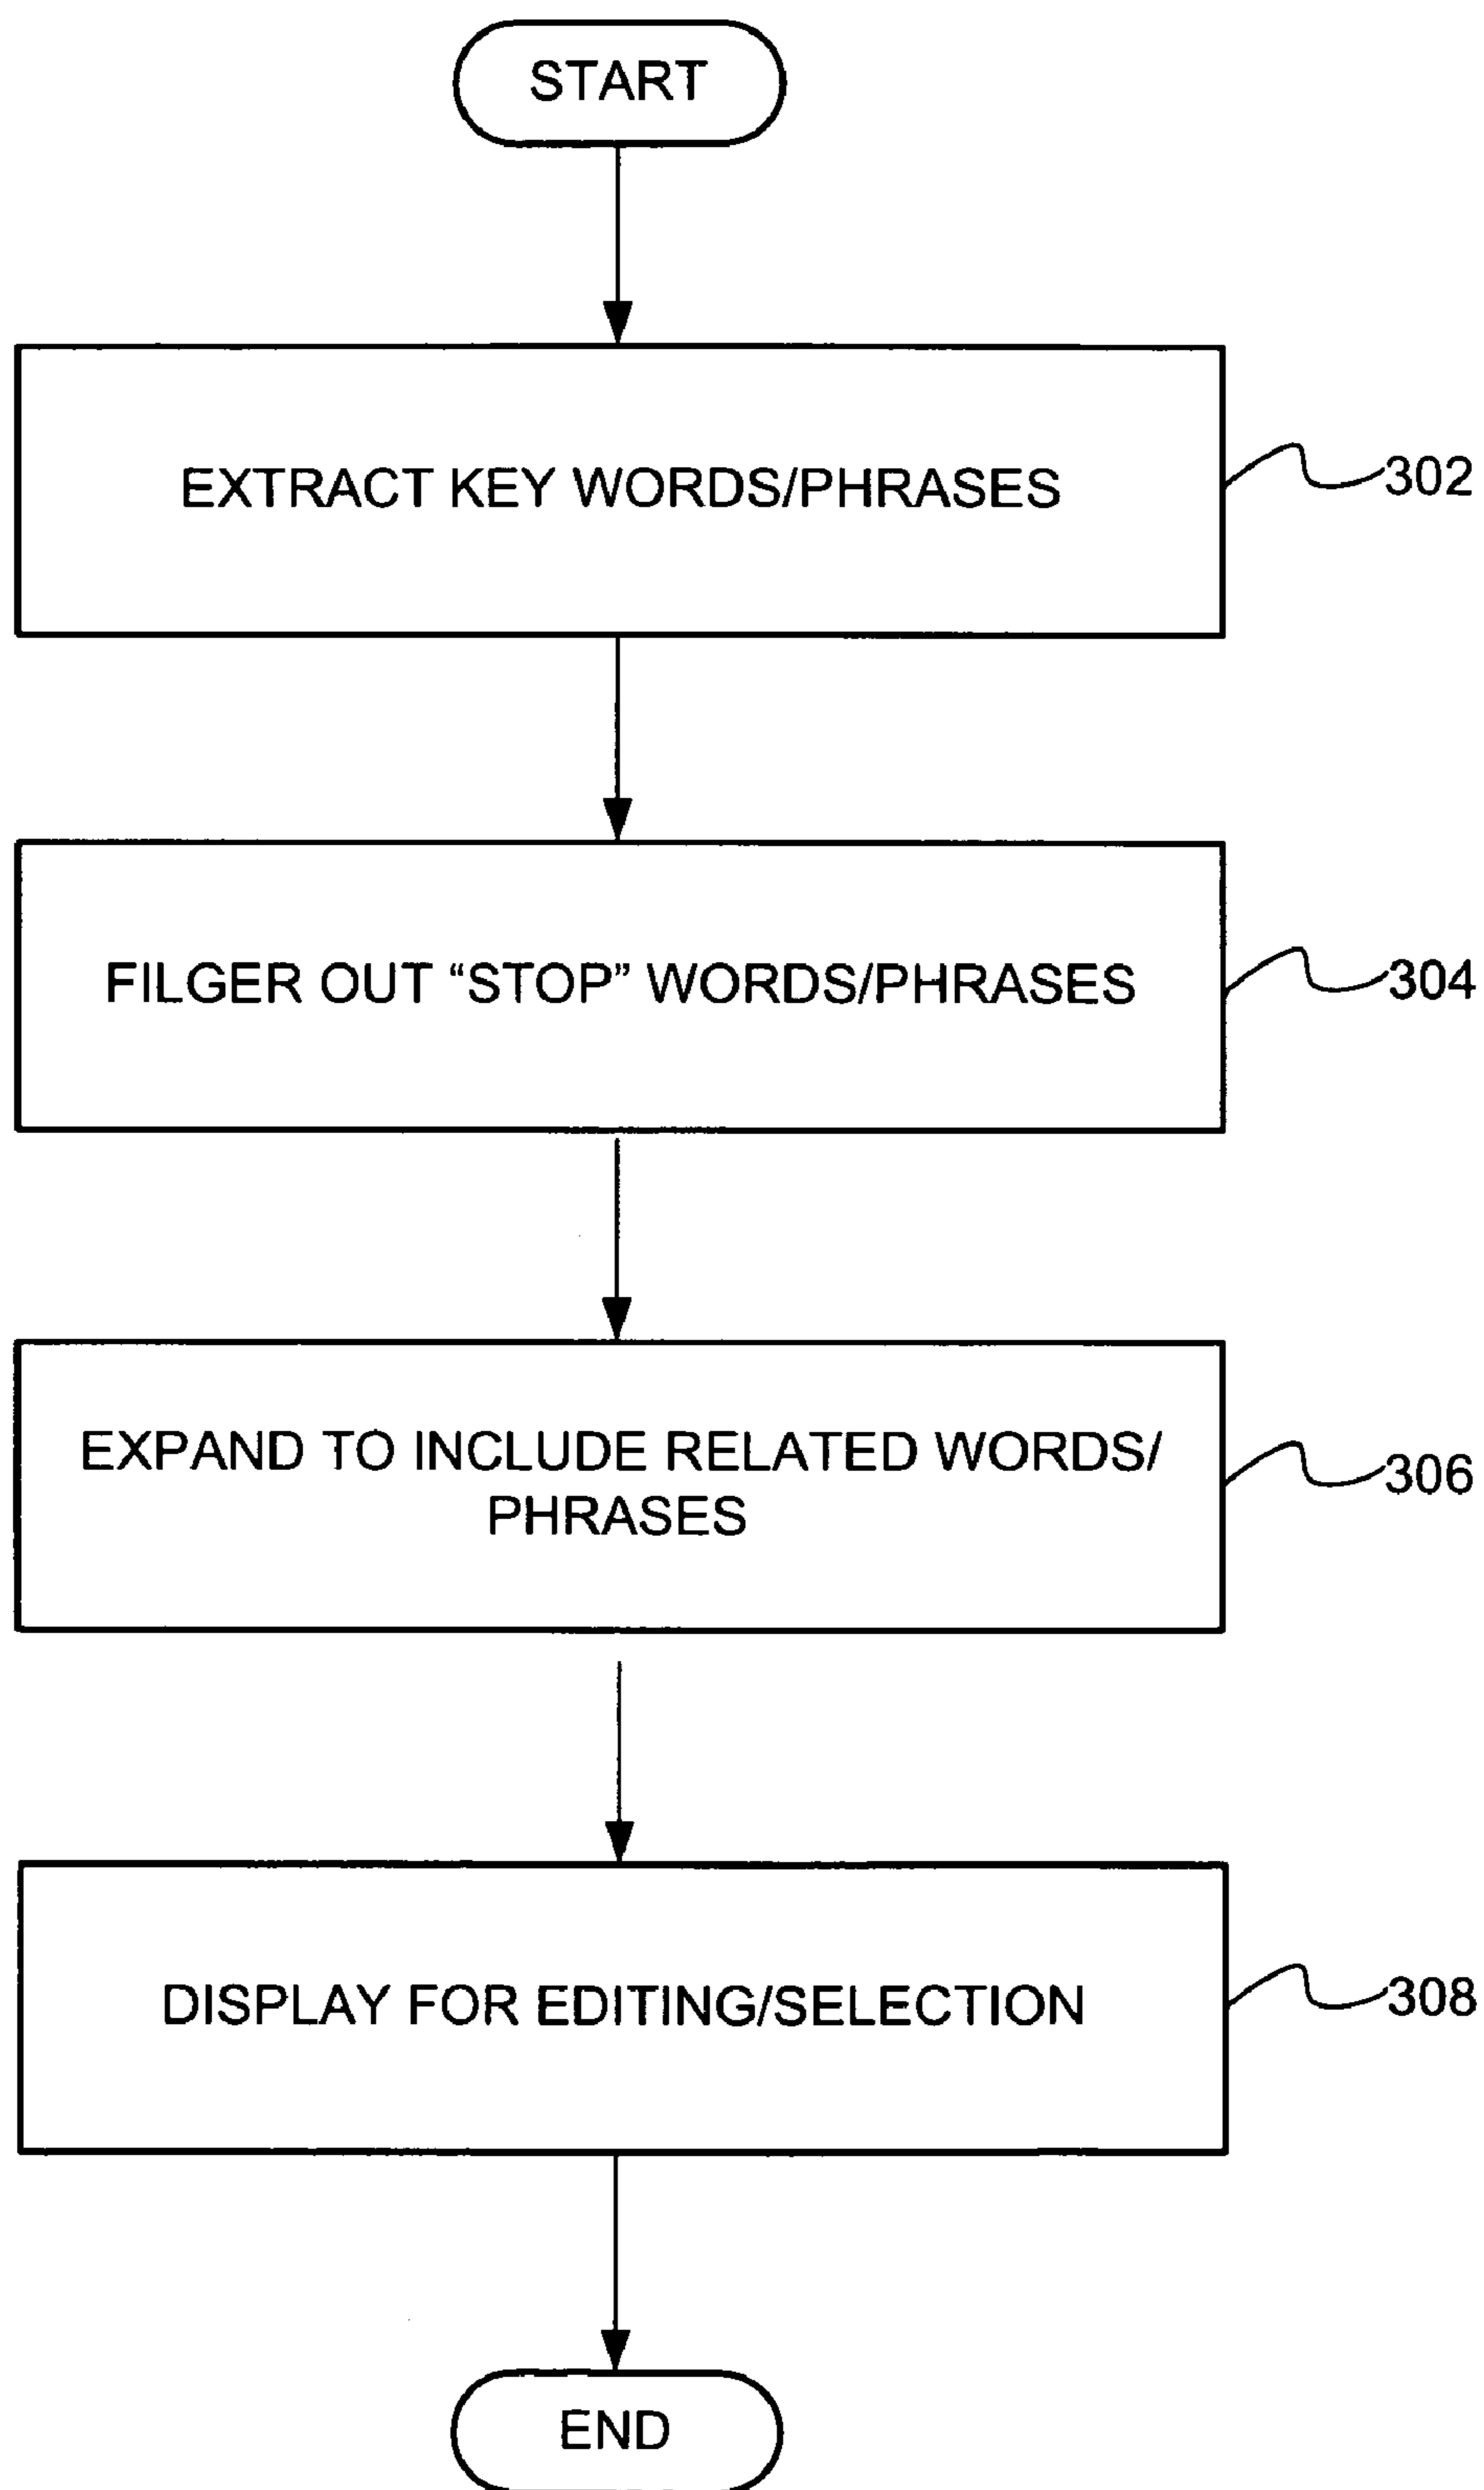 START
EXTRACT KEY WORDS/PHRASES
302
FILGER OUT “STOP” WORDS/PHRASES
304
EXPAND TO INCLUDE RELATED WORDS/
PHRASES
306
DISPLAY FOR EDITING/SELECTION
308
END